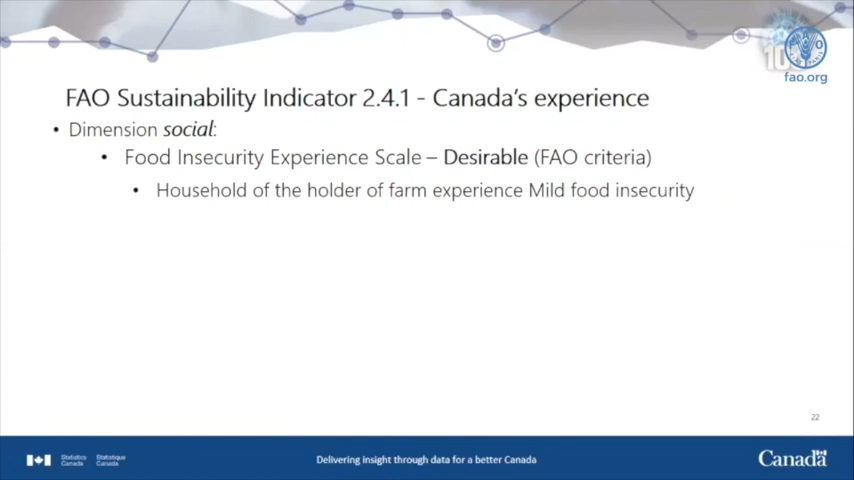 fao.org
FAO Sustainability Indicator 2.4.1 - Canada's experience
• Dimension social:
• Food Insecurity Experience Scale – Desirable (FAO criteria)
• Household of the holder of farm experience Mild food insecurity
22
Statistics Canada
Statistique Canada
Delivering insight through data for a better Canada
Canada